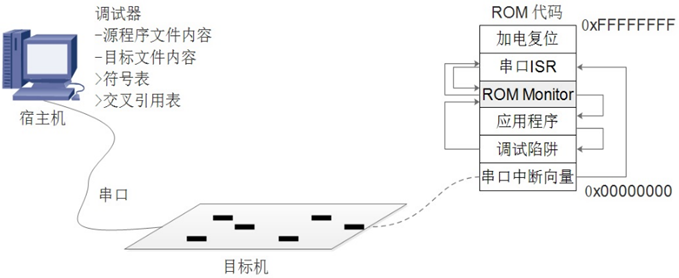 调试器
-源程序文件内容
-目标文件内容
>符号表
>交叉引用表
宿主机
串口
目标机
ROM 代码
0xFFFFFFFF
加电复位
串口ISR
ROM Monitor
应用程序
调试陷阱
串口中断向量
0x00000000